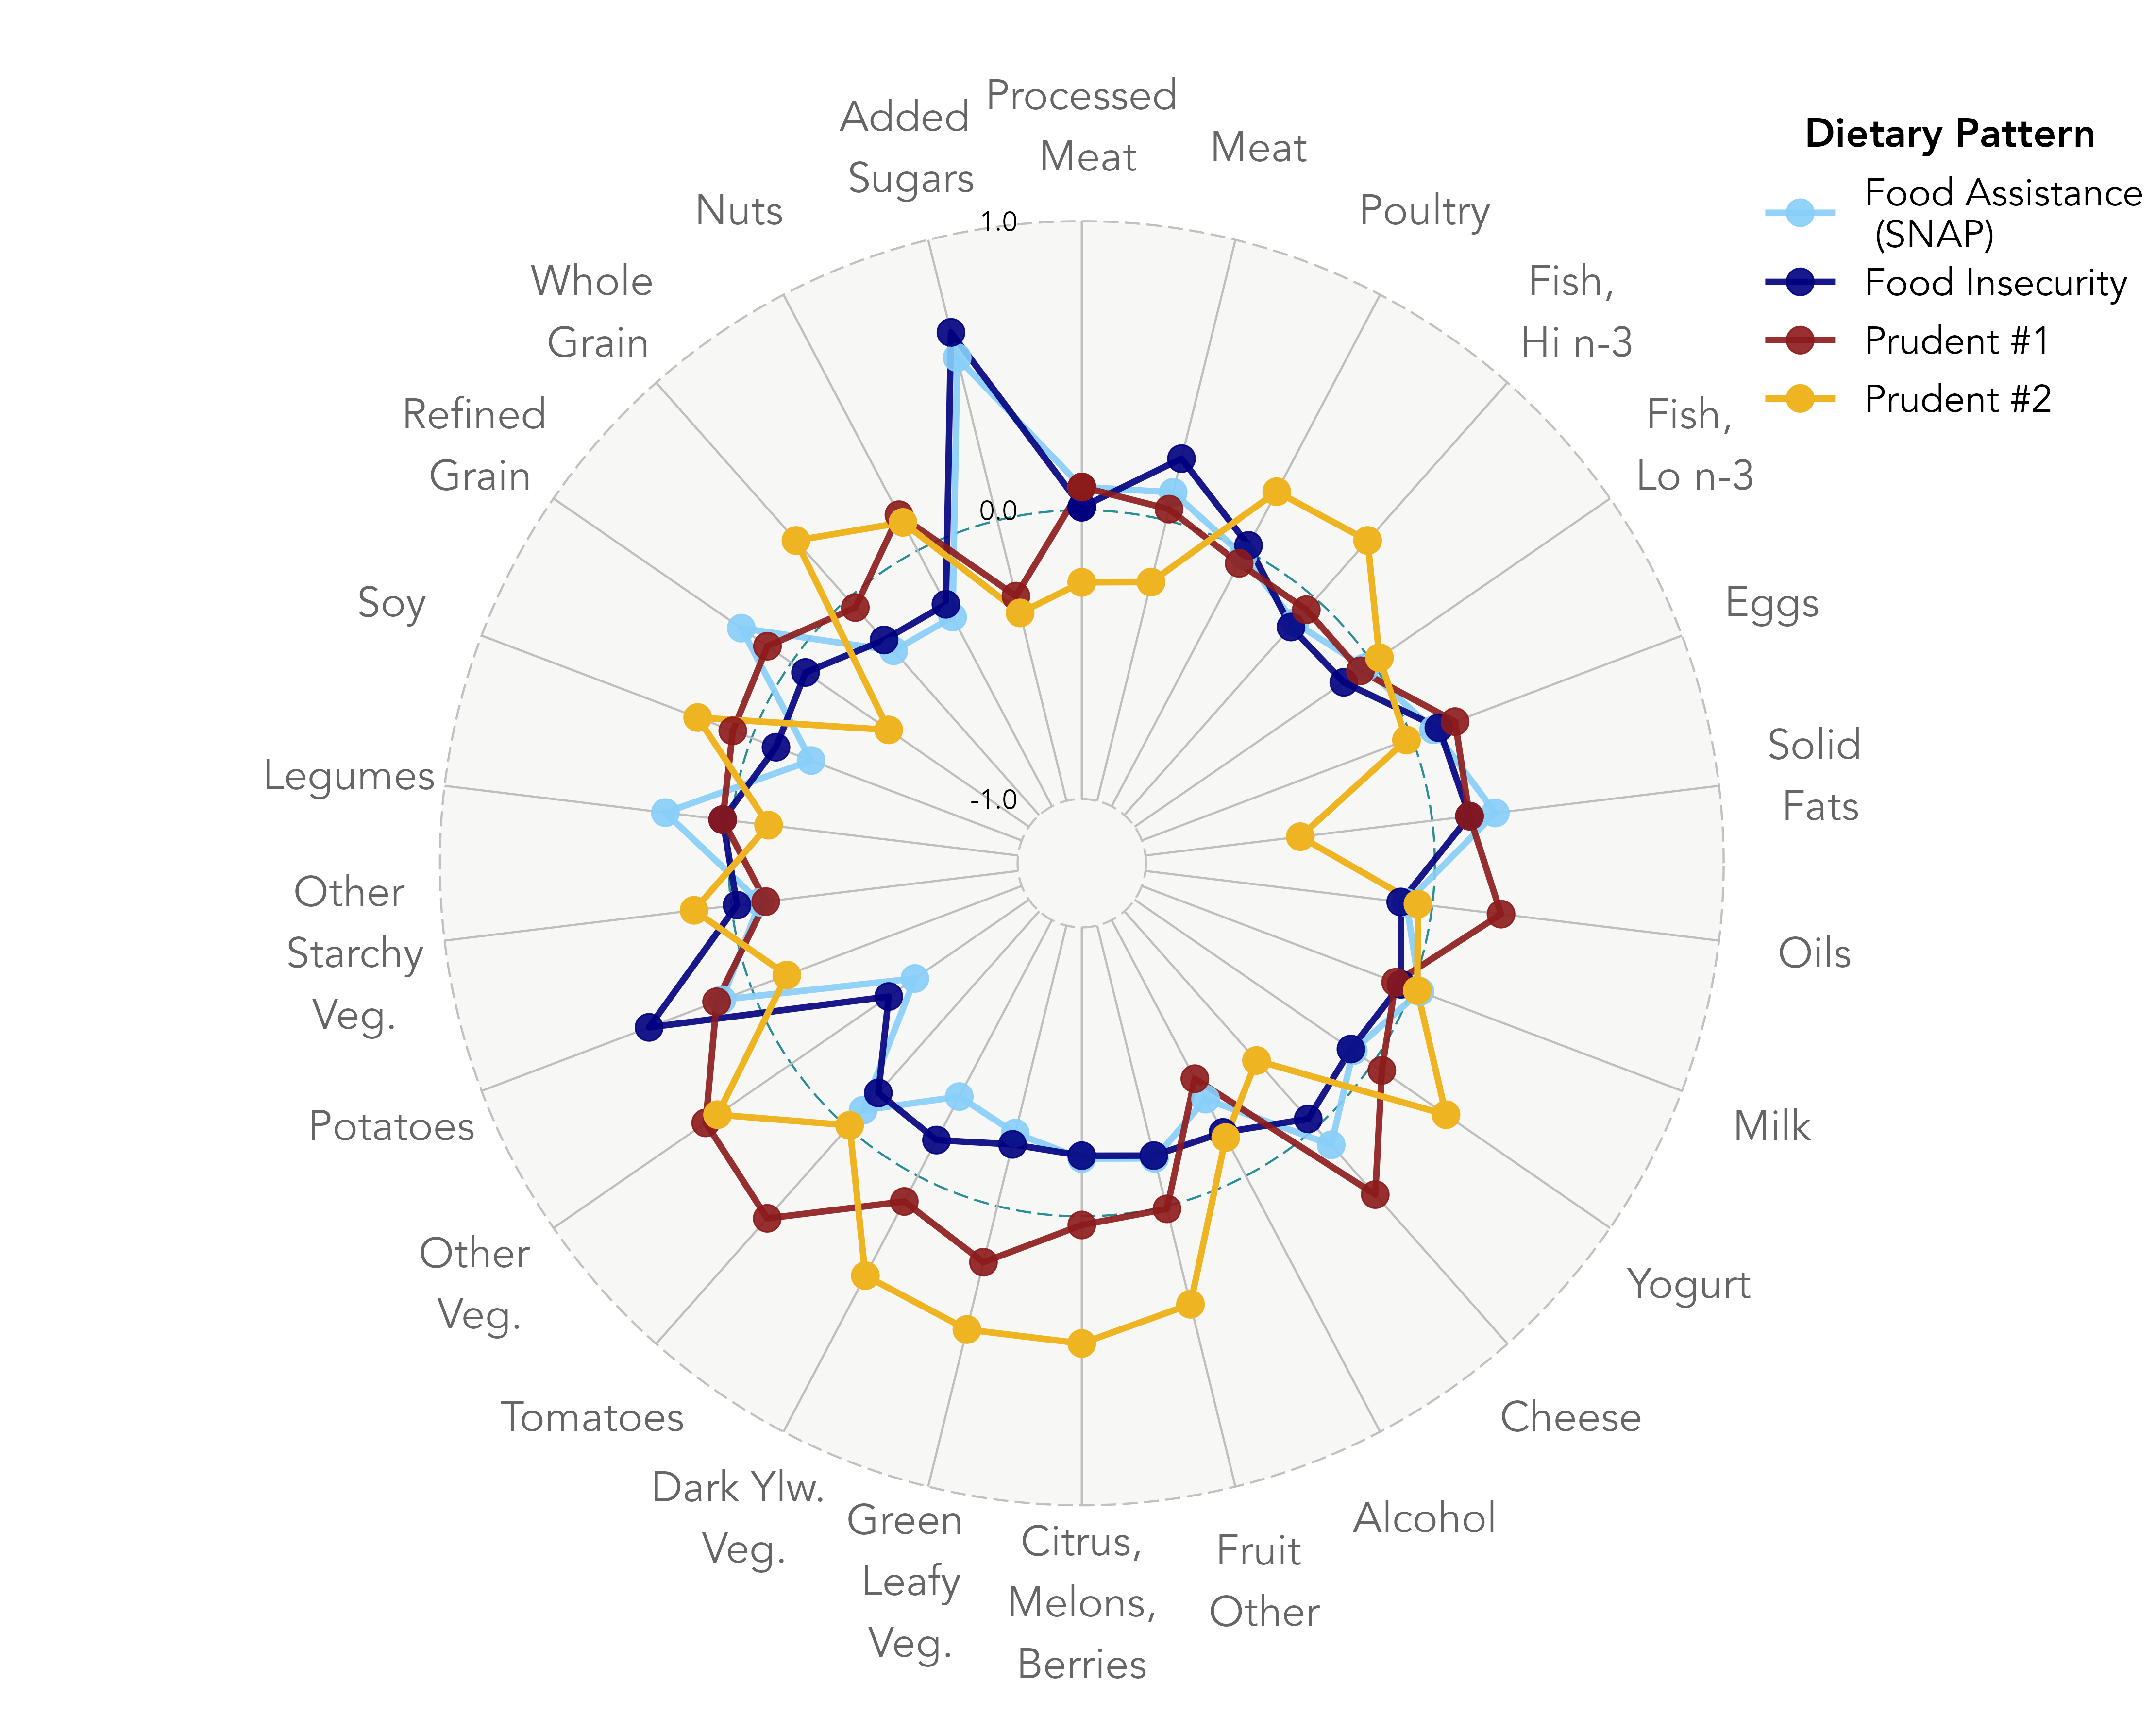 Processed
Meat
Meat
Poultry
Fish,
Hi n-3
Fish,
Lo n-3
Eggs
Solid
Fats
Oils
Milk
Yogurt
Cheese
Alcohol
Fruit
Other
Citrus,
Melons,
Berries
Green
Leafy
Veg.
Dark Ylw.
Veg.
Tomatoes
Other
Veg.
Potatoes
Other
Starchy
Veg.
Legumes
Soy
Refined
Grain
Whole
Grain
Nuts
Added
Sugars
1.0
0.0
-1.0
Dietary Pattern
Food Assistance
(SNAP)
Food Insecurity
Prudent #1
Prudent #2